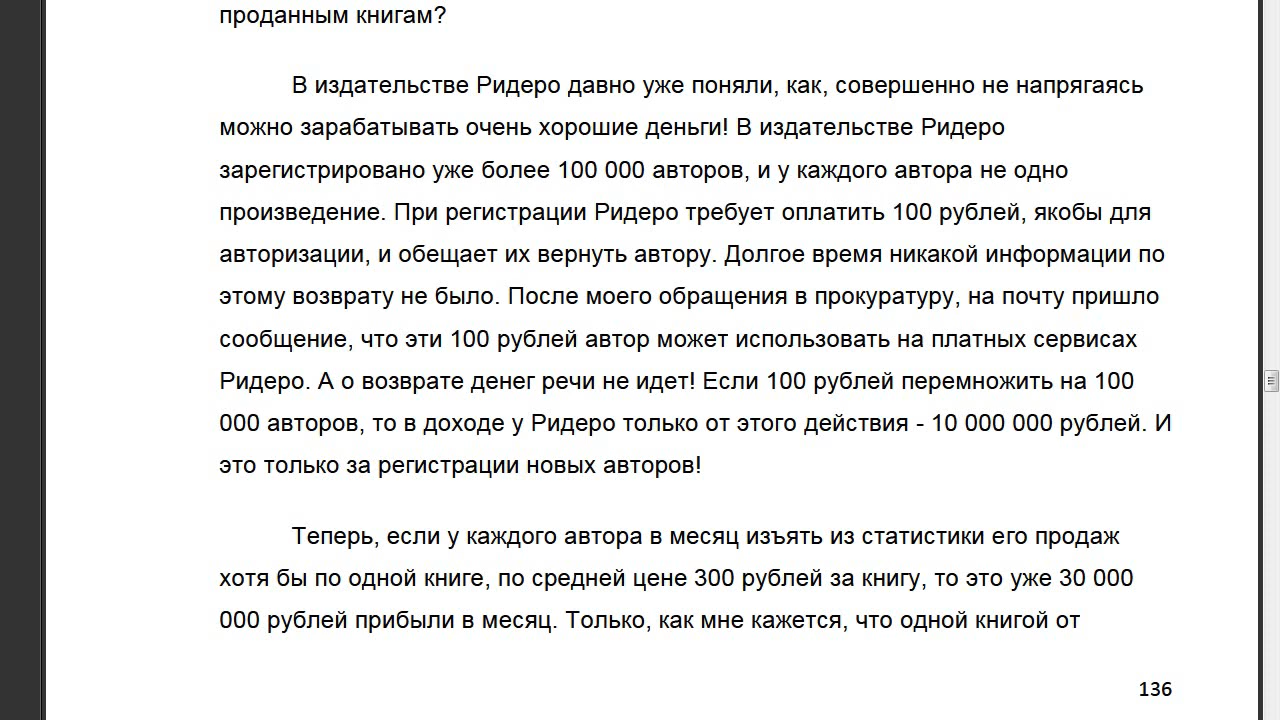 проданным книгам?
В издательстве Ридеро давно уже поняли, как, совершенно не напрягаясь
можно зарабатывать очень хорошие деньги! В издательстве Ридеро
зарегистрировано уже более 100 000 авторов, и у каждого автора не одно
произведение. При регистрации Ридеро требует оплатить 100 рублей, якобы для
авторизации, и обещает их вернуть автору. Долгое время никакой информации по
этому возврату не было. После моего обращения в прокуратуру, на почту пришло
сообщение, что эти 100 рублей автор может использовать на платных сервисах
Ридеро. А о возврате денег речи не идет! Если 100 рублей перемножить на 100
000 авторов, то в доходе у Ридеро только от этого действия - 10 000 000 рублей. И
это только за регистрации новых авторов!
Теперь, если у каждого автора в месяц изъять из статистики его продаж
хотя бы по одной книге, по средней цене 300 рублей за книгу, то это уже 30 000
000 рублей прибыли в месяц. Только, как мне кажется, что одной книгой от
136